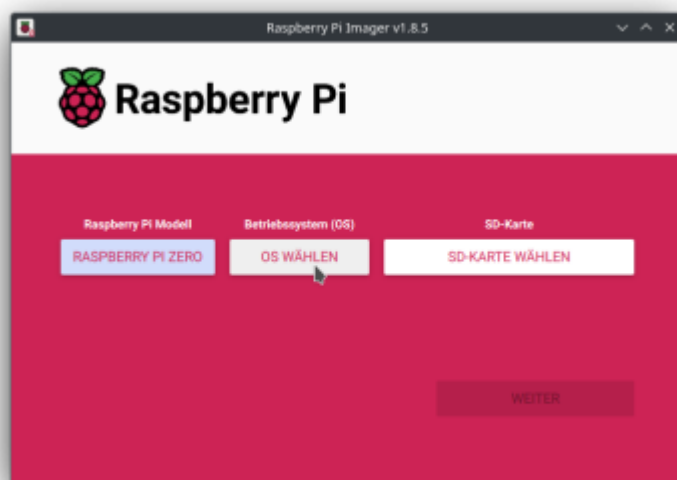 Raspberry Pi Imager v1.8.5
Raspberry Pi
Raspberry Pi Modell
Betriebssystem (OS)
SD-Karte
RASPBERRY PI ZERO
OS WÄHLEN
SD-KARTE WÄHLEN
WEITER